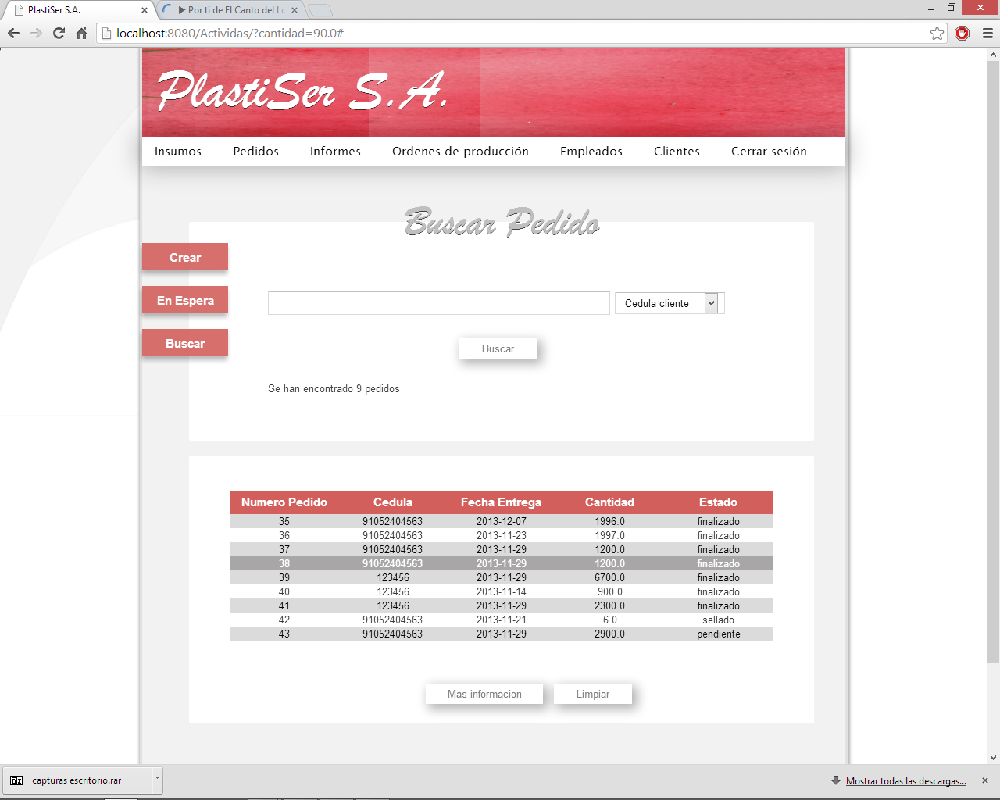 PlastiSer S.A.
▶ Por ti de El Canto del Lo
localhost:8080/Actividas/?cantidad=90.0#
PlastiSer S.A.
Insumos Pedidos Informes Ordenes de producción Empleados Clientes Cerrar sesión
Buscar Pedido
Crear
En Espera
Buscar
Cedula cliente
Buscar
Se han encontrado 9 pedidos
Numero Pedido Cedula Fecha Entrega Cantidad Estado
35 91052404563 2013-12-07 1996.0 finalizado
36 91052404563 2013-11-23 1997.0 finalizado
37 91052404563 2013-11-29 1200.0 finalizado
38 91052404563 2013-11-29 1200.0 finalizado
39 123456 2013-11-29 6700.0 finalizado
40 123456 2013-11-14 900.0 finalizado
41 123456 2013-11-29 2300.0 finalizado
42 91052404563 2013-11-21 6.0 sellado
43 91052404563 2013-11-29 2900.0 pendiente
Mas informacion Limpiar
7z capturas escritorio.rar
Mostrar todas las descargas...